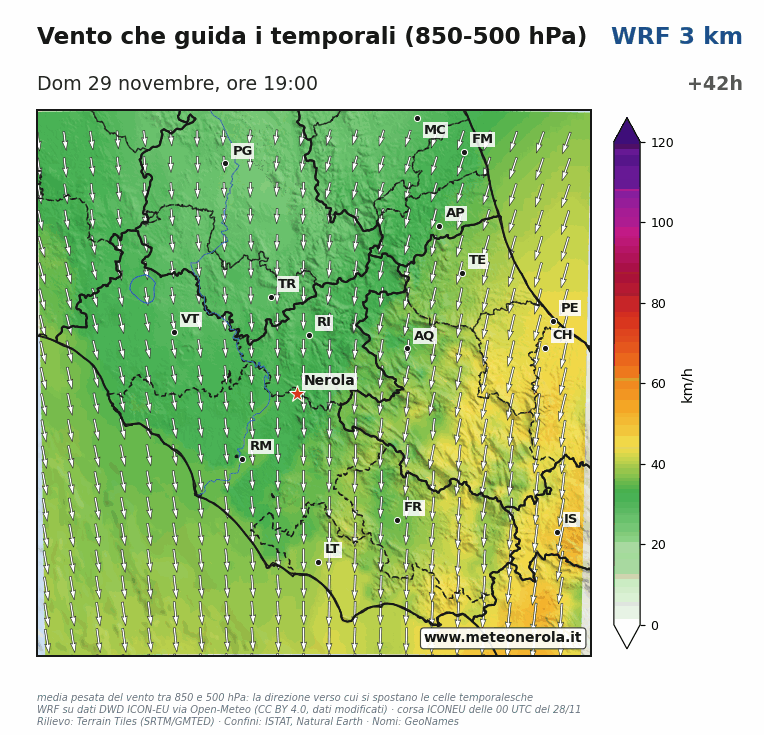 Vento che guida i temporali (850-500 hPa) WRF 3 km
Dom 29 novembre, ore 19:00 +42h
MC
FM
PG
AP
TE
TR
PE
VT
RI
AQ
CH
Nerola
RM
FR
IS
LT
www.meteonerola.it
120
100
80
60
40
20
0
km/h
media pesata del vento tra 850 e 500 hPa: la direzione verso cui si spostano le celle temporalesche
WRF su dati DWD ICON-EU via Open-Meteo (CC BY 4.0, dati modificati) · corsa ICONEU delle 00 UTC del 28/11
Rilievo: Terrain Tiles (SRTM/GMTED) · Confini: ISTAT, Natural Earth · Nomi: GeoNames